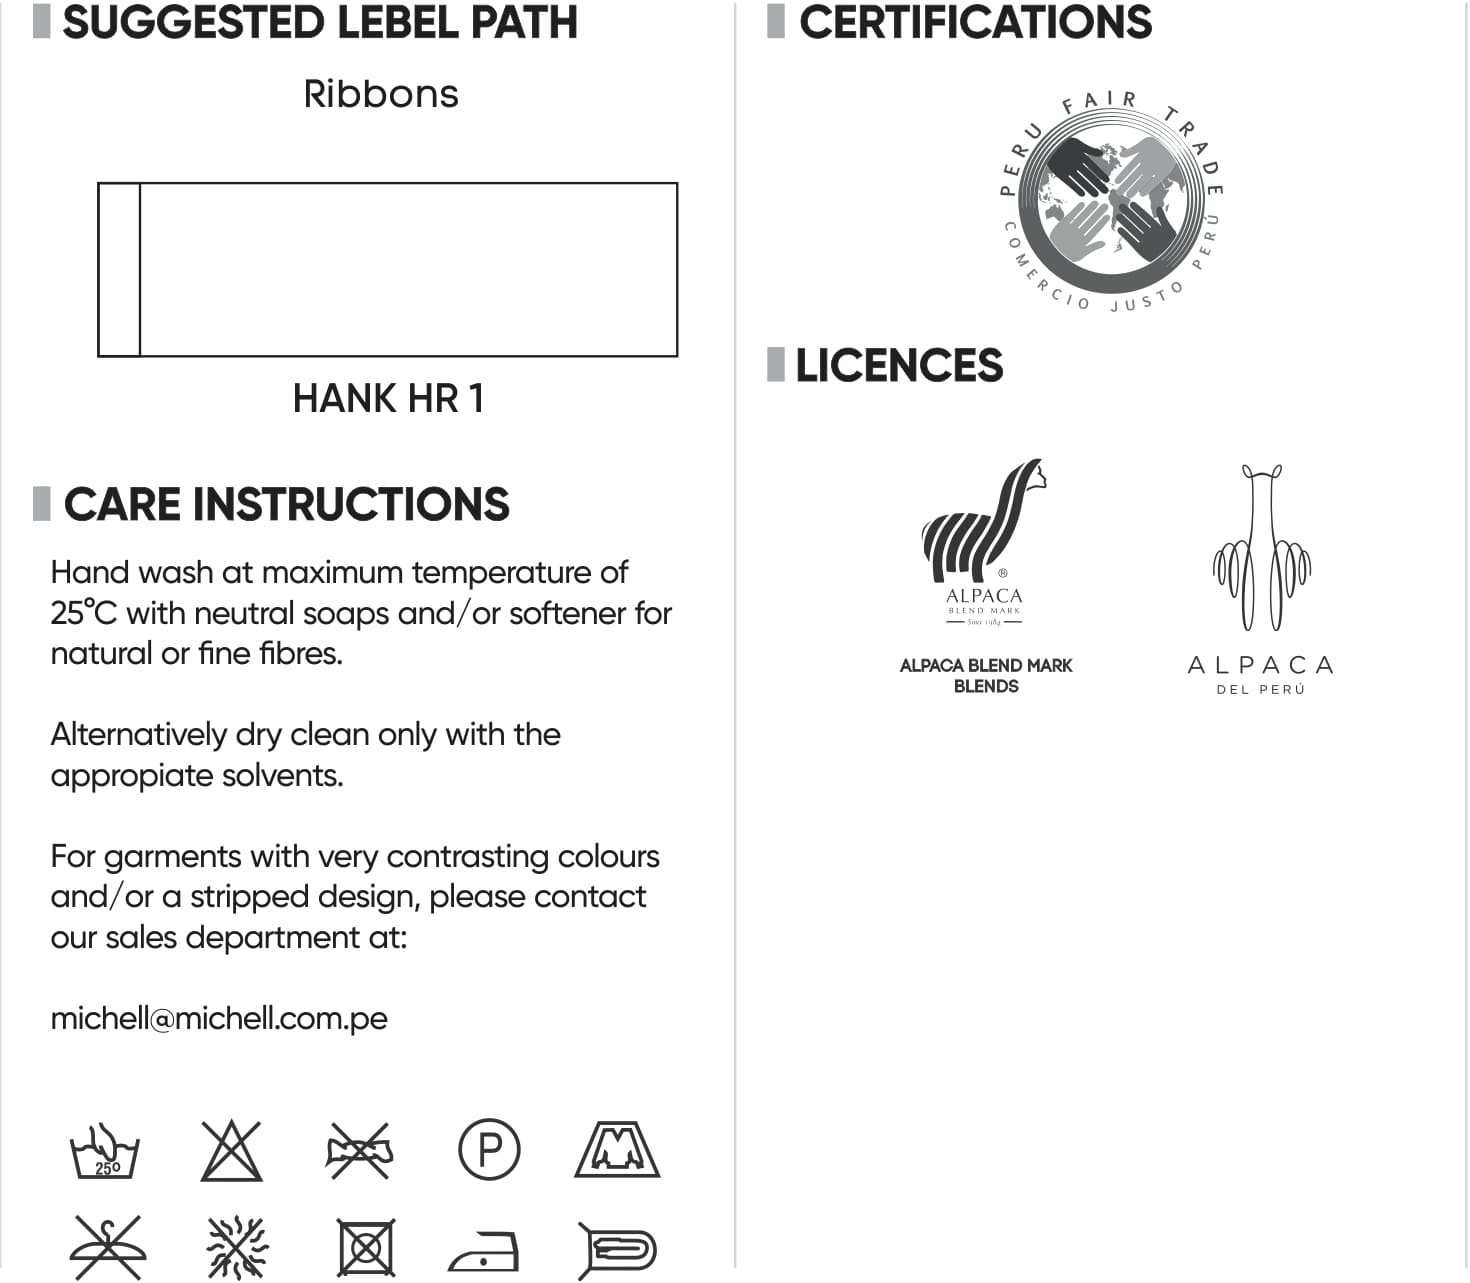 SUGGESTED LEBEL PATH
Ribbons
HANK HR 1
CARE INSTRUCTIONS
Hand wash at maximum temperature of
25°C with neutral soaps and/or softener for
natural or fine fibres.
Alternatively dry clean only with the
appropiate solvents.
For garments with very contrasting colours
and/or a stripped design, please contact
our sales department at:
michell@michell.com.pe
25º
P
CERTIFICATIONS
PERU FAIR TRADE
COMERCIO JUSTO PERÚ
LICENCES
®
ALPACA
BLEND MARK
Since 1984
ALPACA BLEND MARK
BLENDS
ALPACA
DEL PERÚ